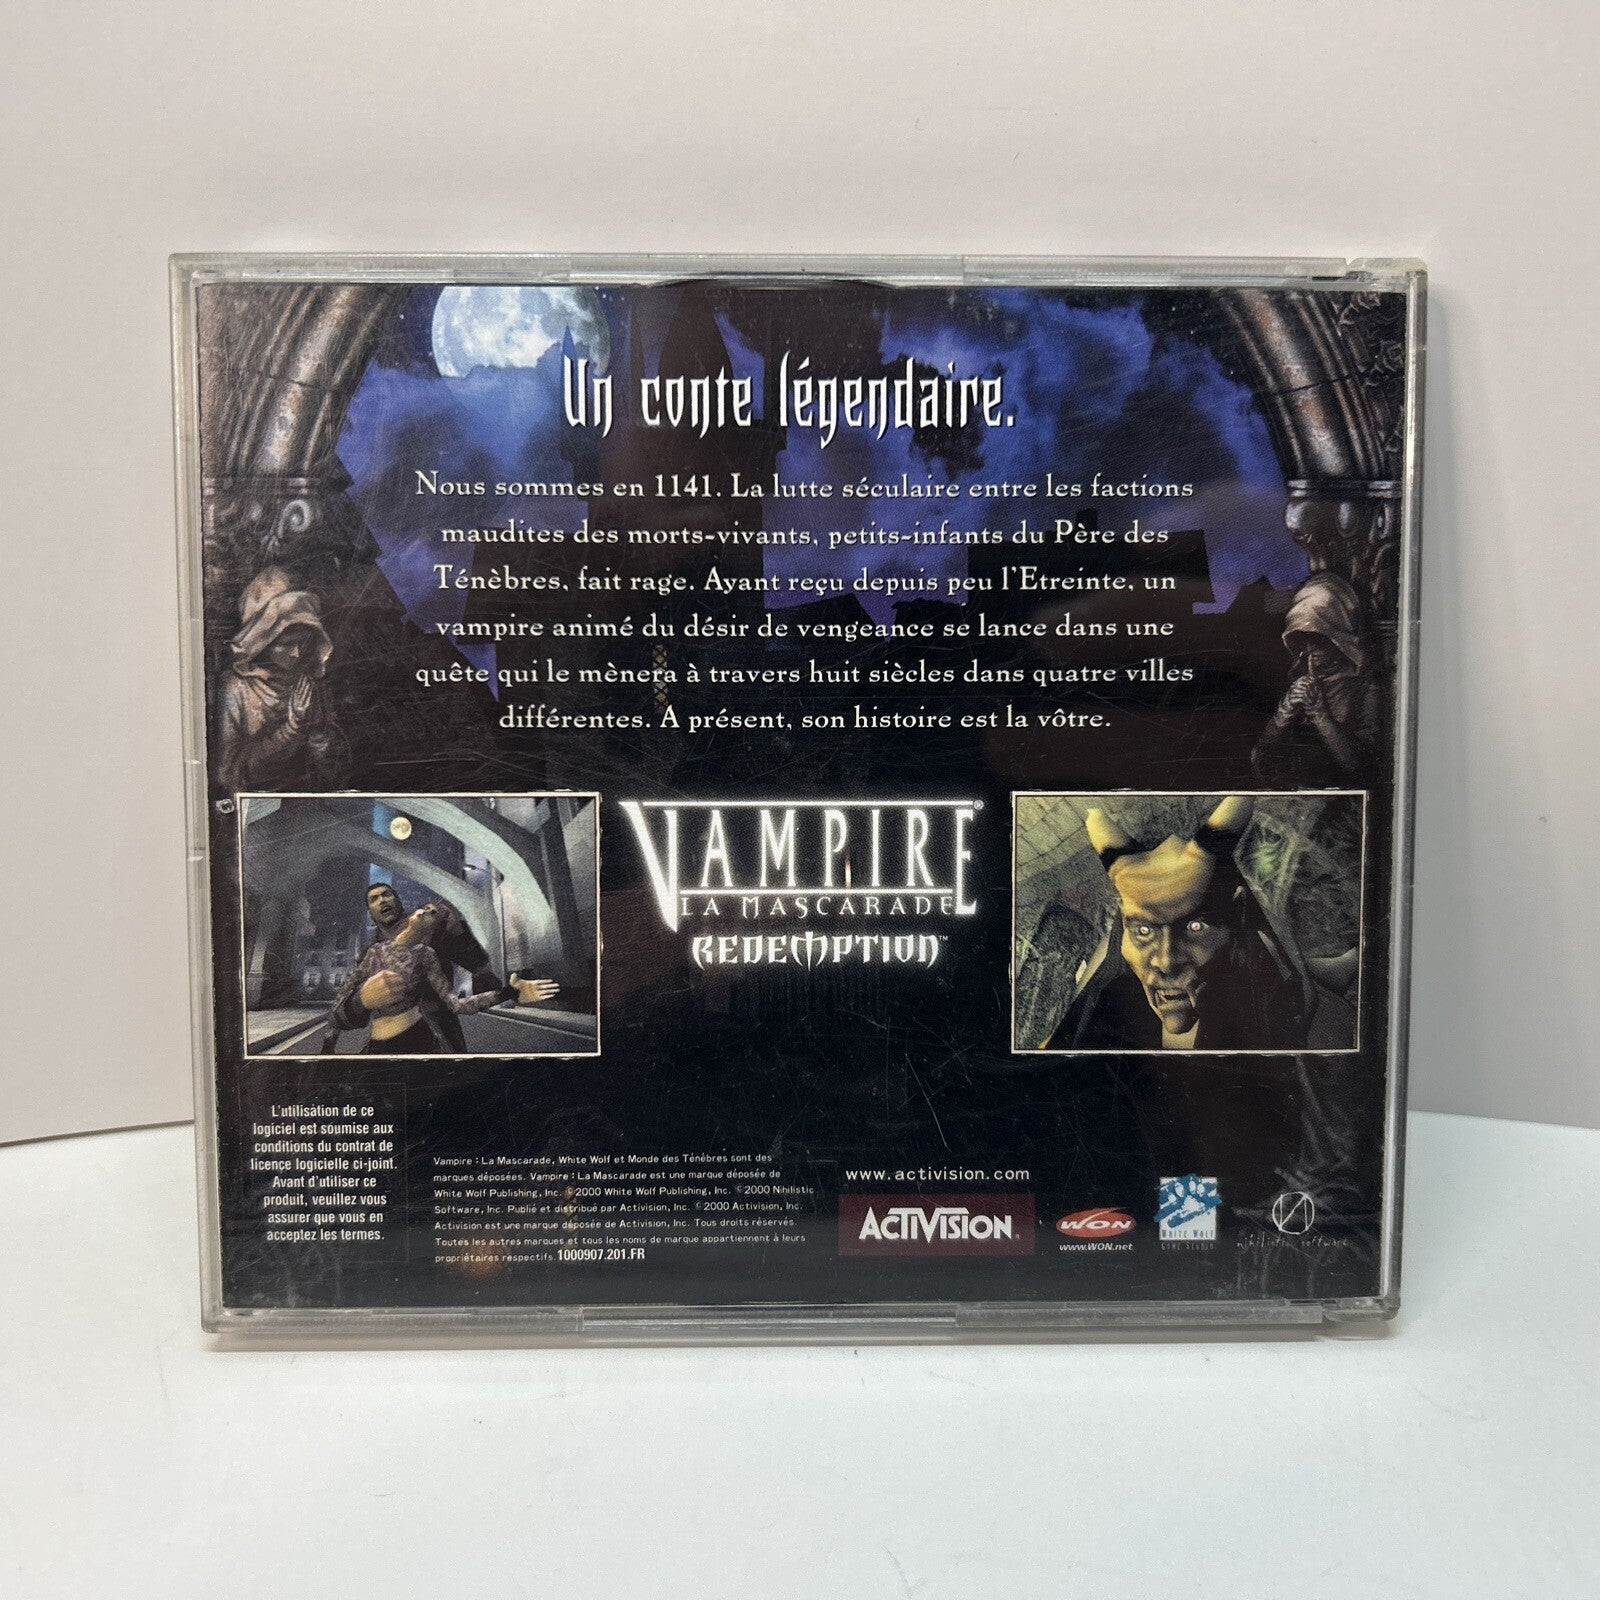 Un conte légendaire.
Nous sommes en 1141. La lutte séculaire entre les factions
maudites des morts-vivants, petits-infants du Père des
Ténèbres, fait rage. Ayant reçu depuis peu l'Etreinte, un
vampire animé du désir de vengeance se lance dans une
quête qui le mènera à travers huit siècles dans quatre villes
différentes. A présent, son histoire est la vôtre.
VAMPIRE®
LA MASCARADE
REDEMPTION™
L'utilisation de ce
logiciel est soumise aux
conditions du contrat de
licence logicielle ci-joint.
Avant d'utiliser ce
produit, veuillez vous
assurer que vous en
acceptez les termes.
Vampire : La Mascarade, White Wolf et Monde des Ténèbres sont des
marques déposées. Vampire : La Mascarade est une marque déposée de
White Wolf Publishing, Inc. ©2000 White Wolf Publishing, Inc. ©2000 Nihilistic
Software, Inc. Publié et distribué par Activision, Inc. ©2000 Activision, Inc.
Activision est une marque déposée de Activision, Inc. Tous droits réservés.
Toutes les autres marques et tous les noms de marque appartiennent à leurs
propriétaires respectifs. 1000907.201.FR
www.activision.com
ACTIVISION®
WON
www.WON.net
WHITE WOLF
GAME STUDIO
nihilistic software